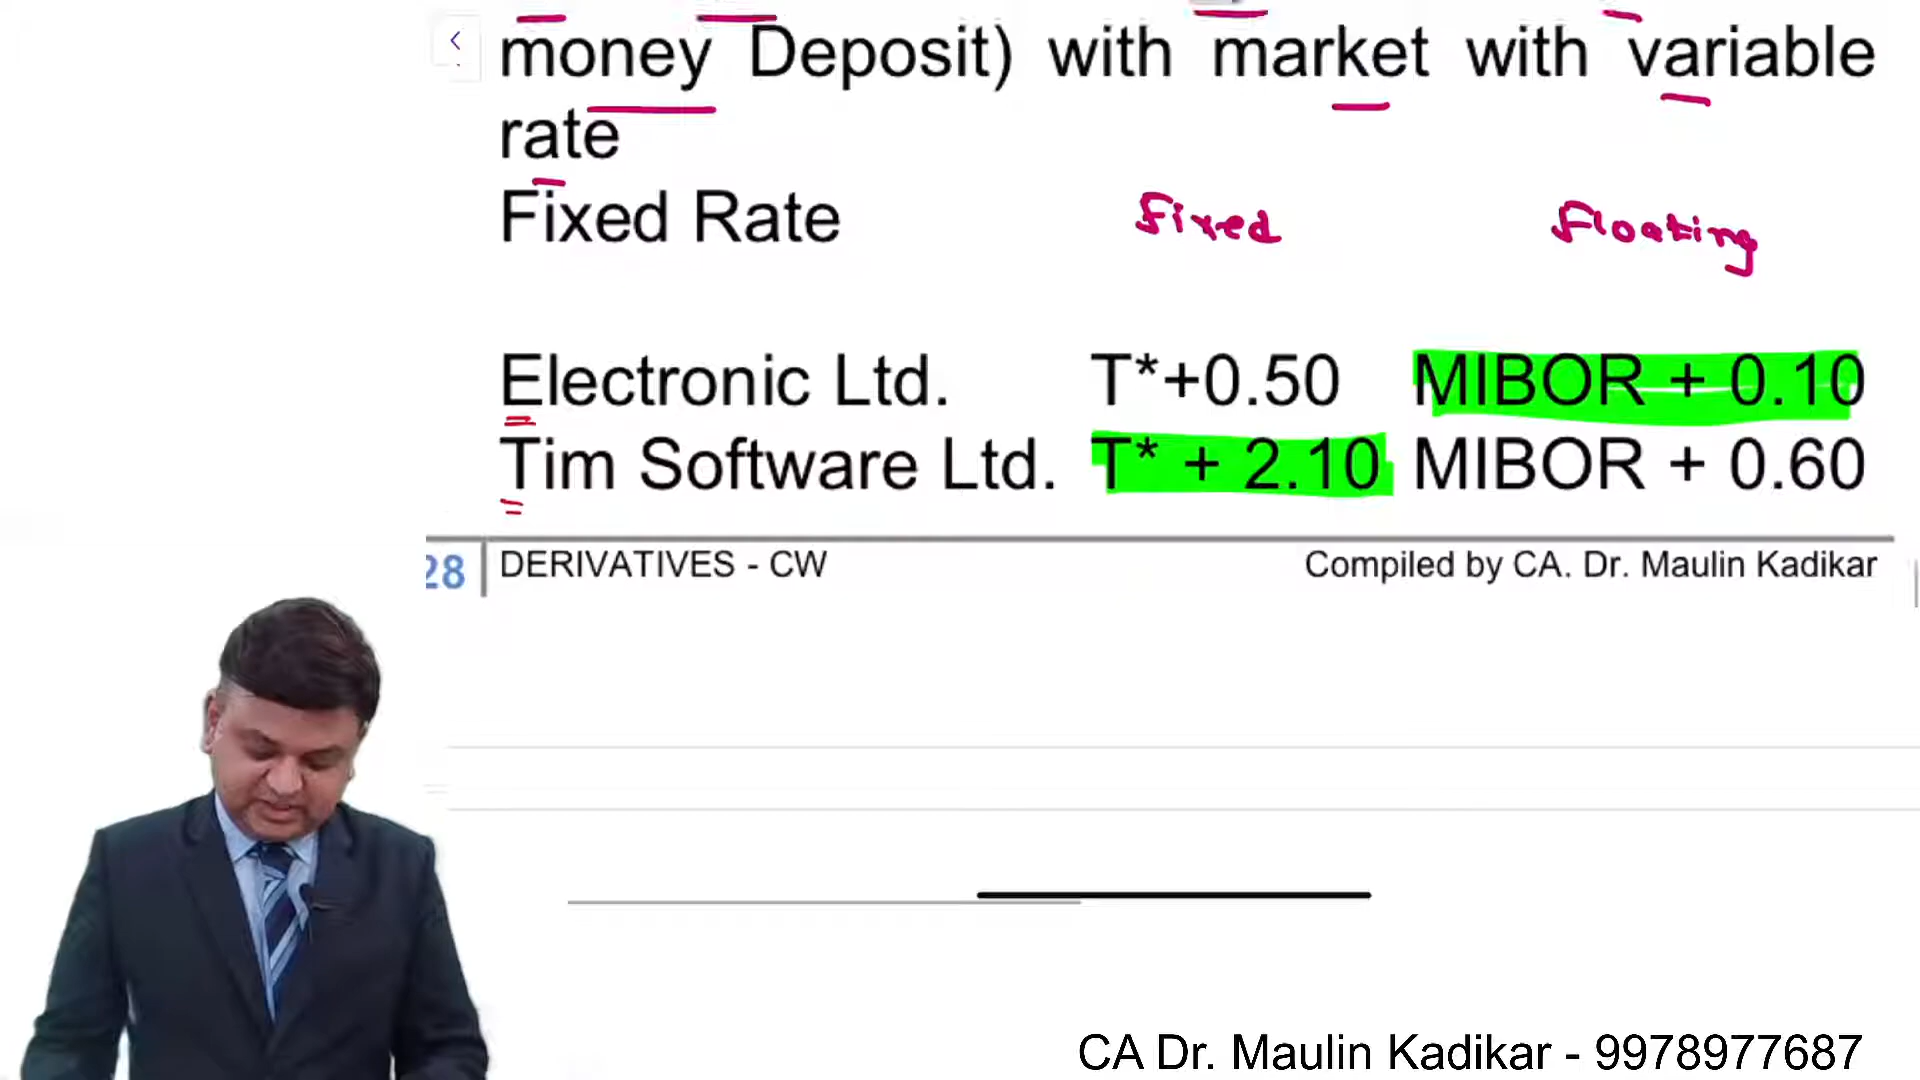 money Deposit) with market with variable
rate
Fixed Rate Fixed Floating
Electronic Ltd. T*+0.50 MIBOR + 0.10
Tim Software Ltd. T* + 2.10 MIBOR + 0.60
28 DERIVATIVES - CW Compiled by CA. Dr. Maulin Kadikar
CA Dr. Maulin Kadikar - 9978977687